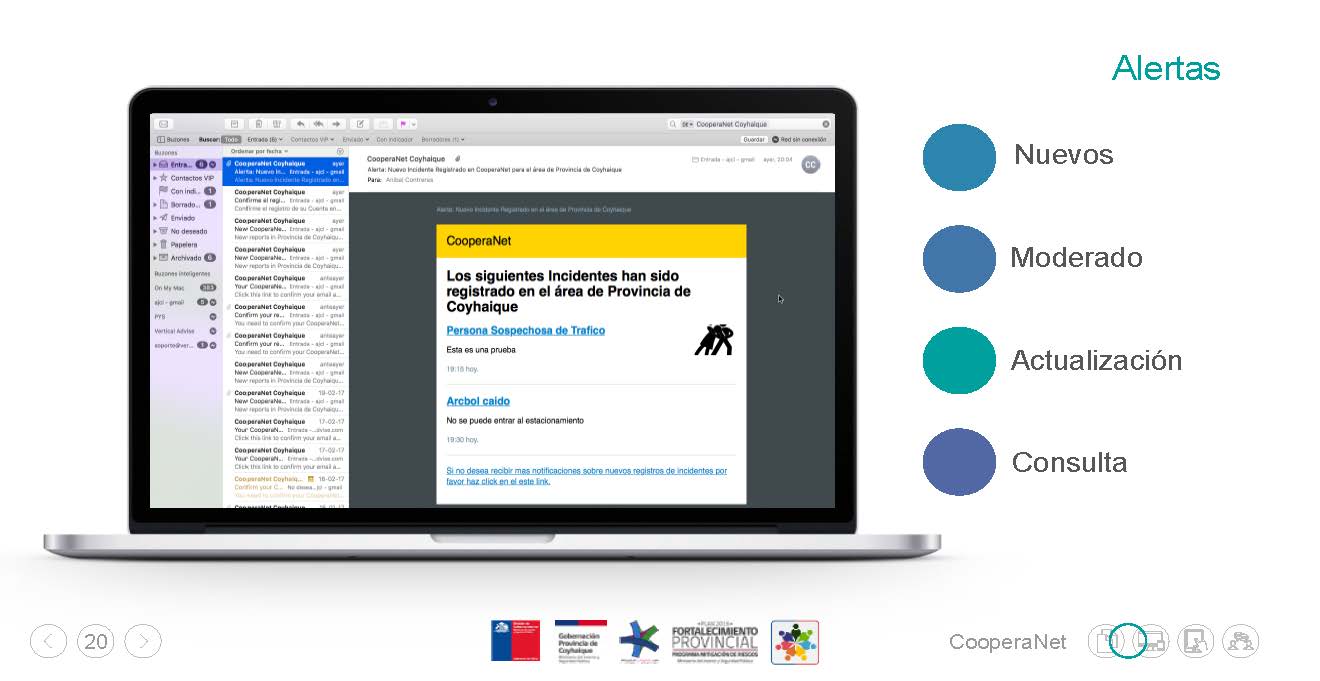 Alertas
Nuevos
Moderado
Actualización
Consulta
Buzones
Buscar:
Todo
Entrada (6)
Contactos VIP
Enviado
Con indicador
Borradores (1)
CooperaNet Coyhaique
Guardar
Red sin conexión
Buzones
Entra... 6
Contactos VIP
Con indi... 1
Borrado... 1
Enviado
No deseado
Papelera
Archivado 6
Buzones inteligentes
On My Mac 383
ajcl - gmail 5
PYS
Vertical Advise
soporte@ver... 1
Ordenar por fecha
CooperaNet Coyhaique ayer
Alerta: Nuevo In... Entrada - ajcl - gmail
Alerta: Nuevo Incidente Registrado en...
CooperaNet Coyhaique ayer
Confirme el regi... Entrada - ajcl - gmail
Confirme el registro de su Cuenta en...
CooperaNet Coyhaique ayer
New CooperaNe... Entrada - ajcl - gmail
New reports in Provincia de Coyhaiqu...
CooperaNet Coyhaique anteayer
New CooperaNe... Entrada - ajcl - gmail
New reports in Provincia de Coyhaiqu...
CooperaNet Coyhaique anteayer
Your CooperaNe... Entrada - ajcl - gmail
Click this link to confirm your email a...
CooperaNet Coyhaique anteayer
Confirm your re... Entrada - ajcl - gmail
You need to confirm your CooperaNet...
CooperaNet Coyhaique anteayer
Confirm your re... Entrada - ajcl - gmail
You need to confirm your CooperaNet...
CooperaNet Coyhaique anteayer
New CooperaNe... Entrada - ajcl - gmail
New reports in Provincia de Coyhaiqu...
CooperaNet Coyhaique 19-02-17
New CooperaNe... Entrada - ajcl - gmail
New reports in Provincia de Coyhaiqu...
CooperaNet Coyhaique 17-02-17
Your CooperaN... Entrada -...dvise.com
Click this link to confirm your email a...
CooperaNet Coyhaique 17-02-17
Your CooperaN... Entrada -...dvise.com
Click this link to confirm your email a...
CooperaNet Coyhaiq... 16-02-17
Confirm your C... No desea...jcl - gmail
You need to confirm your CooperaNet...
CooperaNet Coyhaique
CooperaNet Coyhaique
Entrada - ajcl - gmail ayer, 20:04
CC
Alerta: Nuevo Incidente Registrado en CooperaNet para el área de Provincia de Coyhaique
Para: Anibal Contreras
Alerta: Nuevo Incidente Registrado en el área de Provincia de Coyhaique
CooperaNet
Los siguientes Incidentes han sido
registrado en el área de Provincia de
Coyhaique
Persona Sospechosa de Trafico
Esta es una prueba
19:16 hoy.
Arcbol caido
No se puede entrar al estacionamiento
19:30 hoy.
Si no desea recibir mas notificaciones sobre nuevos registros de incidentes por
favor haz click en el este link.
20
Gobernación
Provincia de
Coyhaique
PLAN 2016
FORTALECIMIENTO
PROVINCIAL
PROGRAMA MITIGACIÓN DE RIESGOS
Ministerio del Interior y Seguridad Pública
CooperaNet